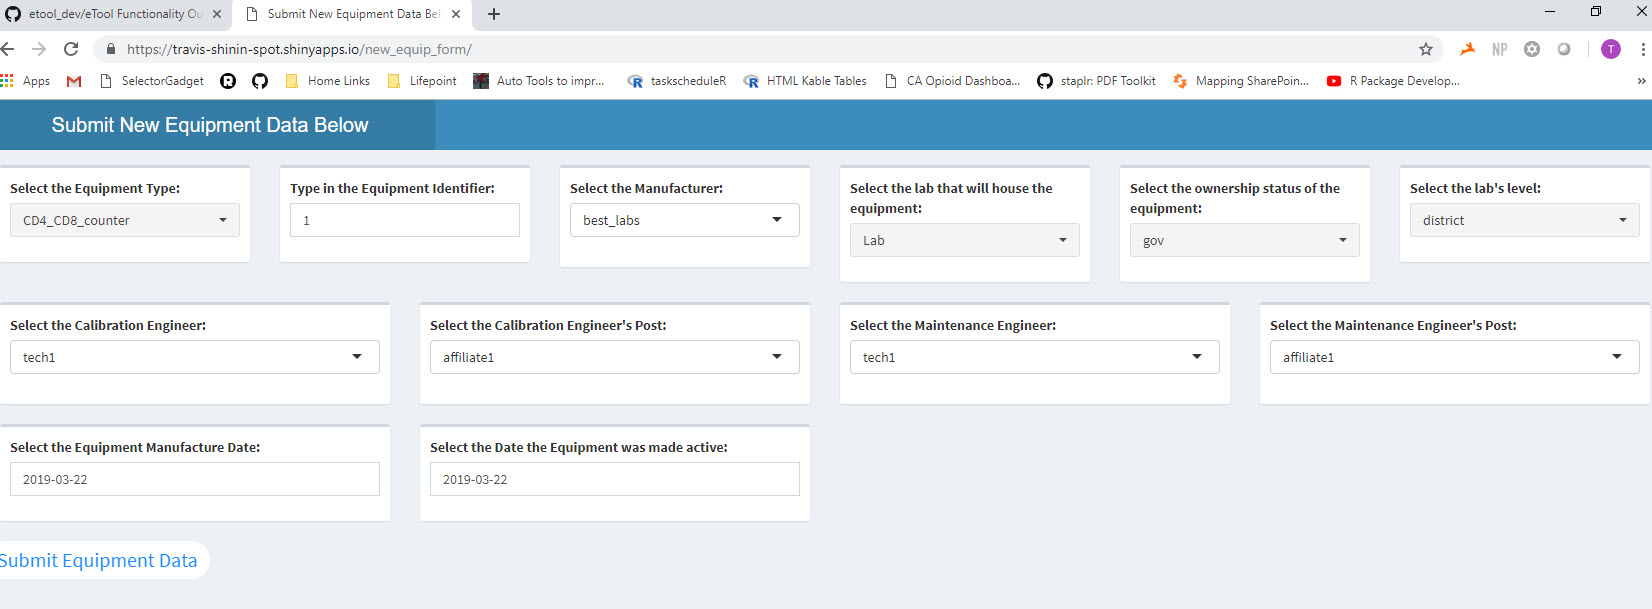 etool_dev/eTool Functionality Ou
Submit New Equipment Data Bel
https://travis-shinin-spot.shinyapps.io/new_equip_form/
NP
T
Apps
SelectorGadget
R
Home Links
Lifepoint
Auto Tools to impr...
taskscheduleR
HTML Kable Tables
CA Opioid Dashboa...
staplr: PDF Toolkit
Mapping SharePoin...
R Package Develop...
»
Submit New Equipment Data Below
Select the Equipment Type:
CD4_CD8_counter
Type in the Equipment Identifier:
1
Select the Manufacturer:
best_labs
Select the lab that will house the
equipment:
Lab
Select the ownership status of the
equipment:
gov
Select the lab's level:
district
Select the Calibration Engineer:
tech1
Select the Calibration Engineer's Post:
affiliate1
Select the Maintenance Engineer:
tech1
Select the Maintenance Engineer's Post:
affiliate1
Select the Equipment Manufacture Date:
2019-03-22
Select the Date the Equipment was made active:
2019-03-22
Submit Equipment Data